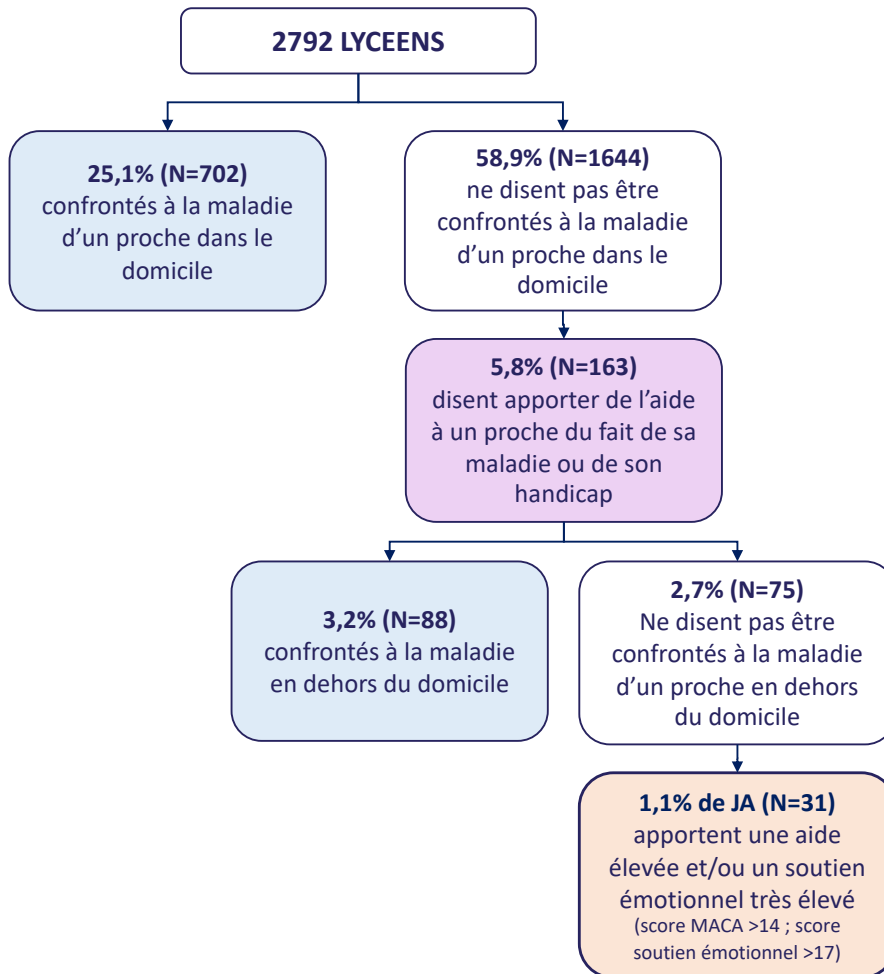 2792 LYCEENS
25,1% (N=702)
confrontés à la maladie
d’un proche dans le
domicile
58,9% (N=1644)
ne disent pas être
confrontés à la maladie
d’un proche dans le
domicile
5,8% (N=163)
disent apporter de l’aide
à un proche du fait de sa
maladie ou de son
handicap
3,2% (N=88)
confrontés à la maladie
en dehors du domicile
2,7% (N=75)
Ne disent pas être
confrontés à la maladie
d’un proche en dehors
du domicile
1,1% de JA (N=31)
apportent une aide
élevée et/ou un soutien
émotionnel très élevé
(score MACA >14 ; score
soutien émotionnel >17)